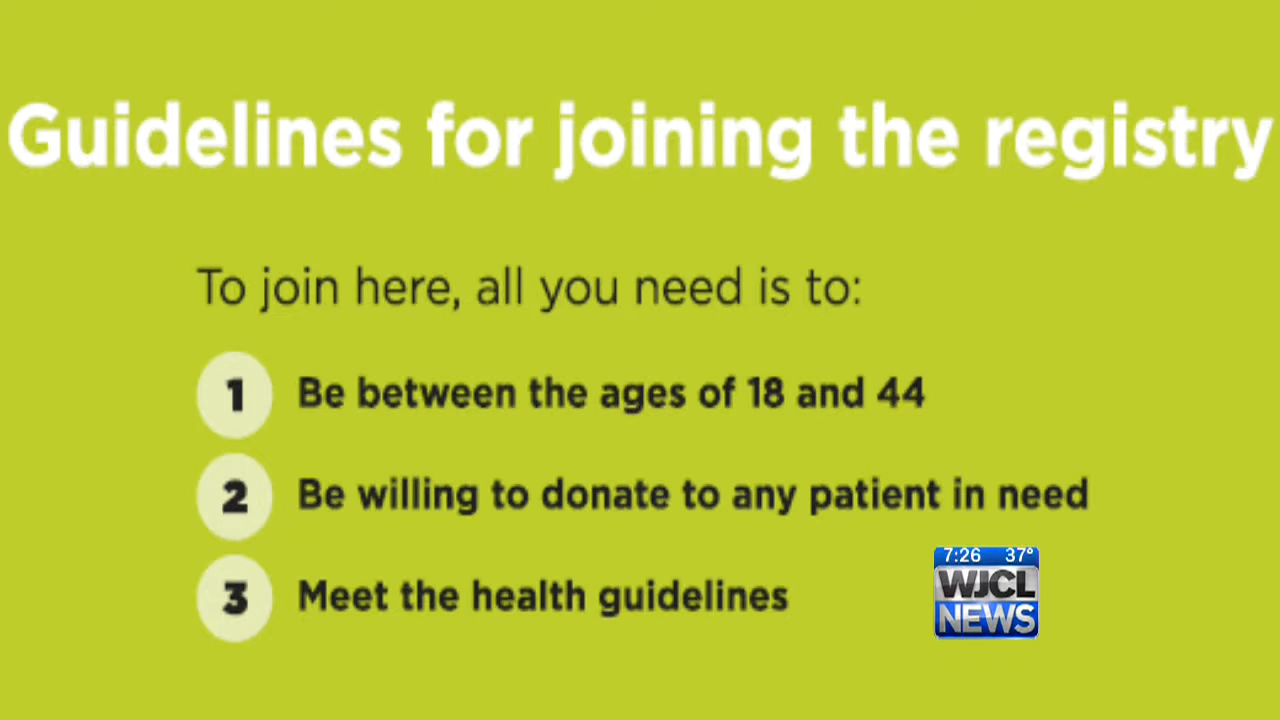 Guidelines for joining the registry
To join here, all you need is to:
1 Be between the ages of 18 and 44
2 Be willing to donate to any patient in need
3 Meet the health guidelines
7:26 37°
WJCL
NEWS